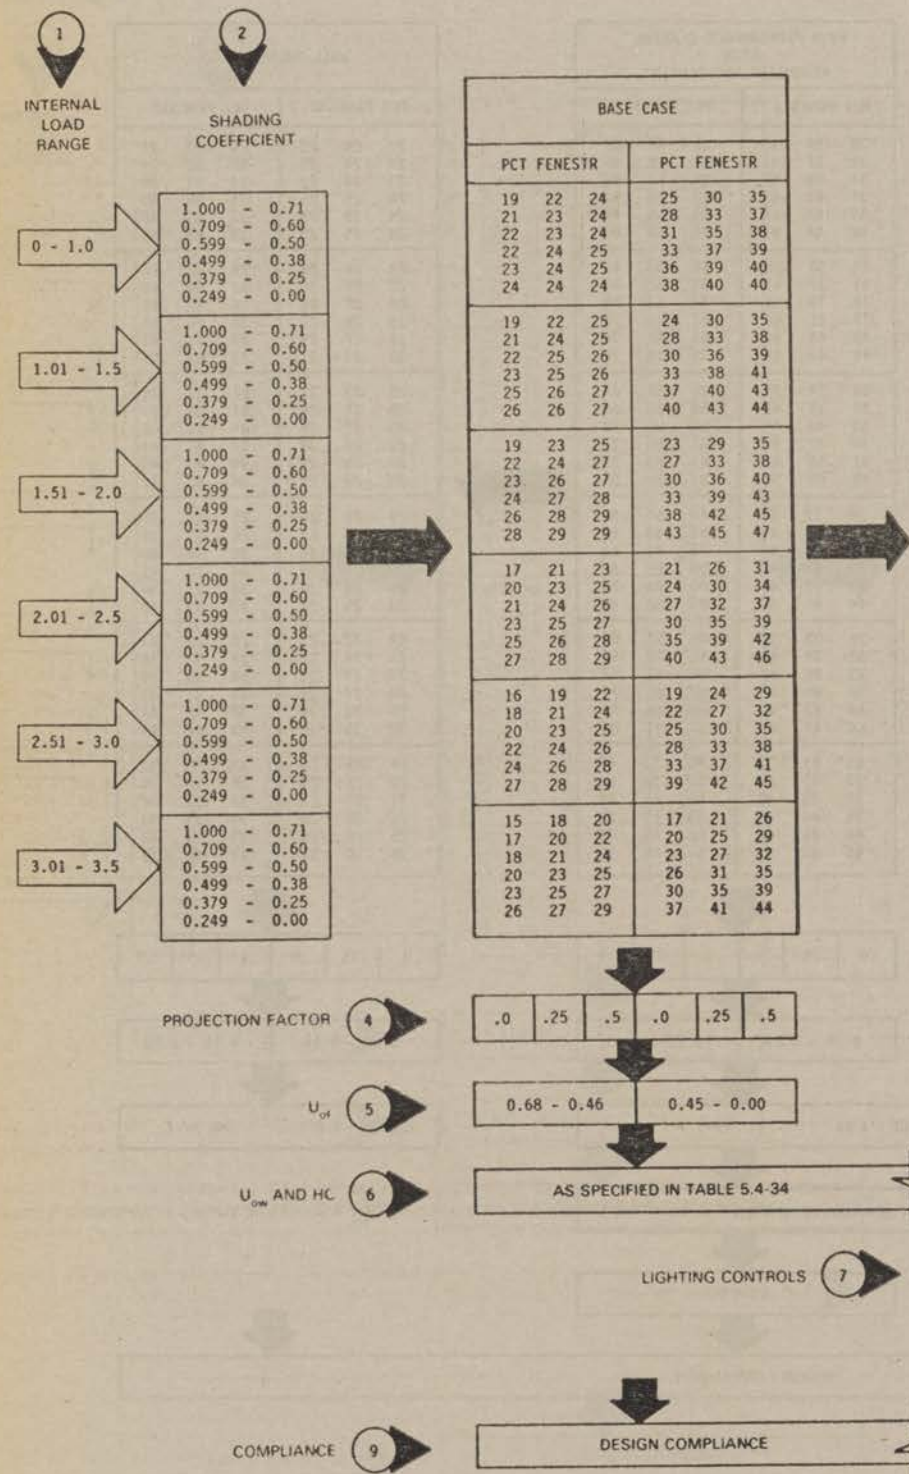 1
2
INTERNAL
LOAD
RANGE
SHADING
COEFFICIENT
BASE CASE
PCT FENESTR PCT FENESTR
0 - 1.0
1.000 - 0.71 19 22 24 25 30 35
0.709 - 0.60 21 23 24 28 33 37
0.599 - 0.50 22 23 24 31 35 38
0.499 - 0.38 22 24 25 33 37 39
0.379 - 0.25 23 24 25 36 39 40
0.249 - 0.00 24 24 24 38 40 40
1.01 - 1.5
1.000 - 0.71 19 22 25 24 30 35
0.709 - 0.60 21 24 25 28 33 38
0.599 - 0.50 22 25 26 30 36 39
0.499 - 0.38 23 25 26 33 38 41
0.379 - 0.25 25 26 27 37 40 43
0.249 - 0.00 26 26 27 40 43 44
1.51 - 2.0
1.000 - 0.71 19 23 25 23 29 35
0.709 - 0.60 22 24 27 27 33 38
0.599 - 0.50 23 26 27 30 36 40
0.499 - 0.38 24 27 28 33 39 43
0.379 - 0.25 26 28 29 38 42 45
0.249 - 0.00 28 29 29 43 45 47
2.01 - 2.5
1.000 - 0.71 17 21 23 21 26 31
0.709 - 0.60 20 23 25 24 30 34
0.599 - 0.50 21 24 26 27 32 37
0.499 - 0.38 23 25 27 30 35 39
0.379 - 0.25 25 26 28 35 39 42
0.249 - 0.00 27 28 29 40 43 46
2.51 - 3.0
1.000 - 0.71 16 19 22 19 24 29
0.709 - 0.60 18 21 24 22 27 32
0.599 - 0.50 20 23 25 25 30 35
0.499 - 0.38 22 24 26 28 33 38
0.379 - 0.25 24 26 28 33 37 41
0.249 - 0.00 27 28 29 39 42 45
3.01 - 3.5
1.000 - 0.71 15 18 20 17 21 26
0.709 - 0.60 17 20 22 20 25 29
0.599 - 0.50 18 21 24 23 27 32
0.499 - 0.38 20 23 25 26 31 35
0.379 - 0.25 23 25 27 30 35 39
0.249 - 0.00 26 27 29 37 41 44
PROJECTION FACTOR 4 .0 .25 .5 .0 .25 .5
Uof 5 0.68 - 0.46 0.45 - 0.00
Uow AND HC 6 AS SPECIFIED IN TABLE 5.4-34
LIGHTING CONTROLS 7
COMPLIANCE 9 DESIGN COMPLIANCE